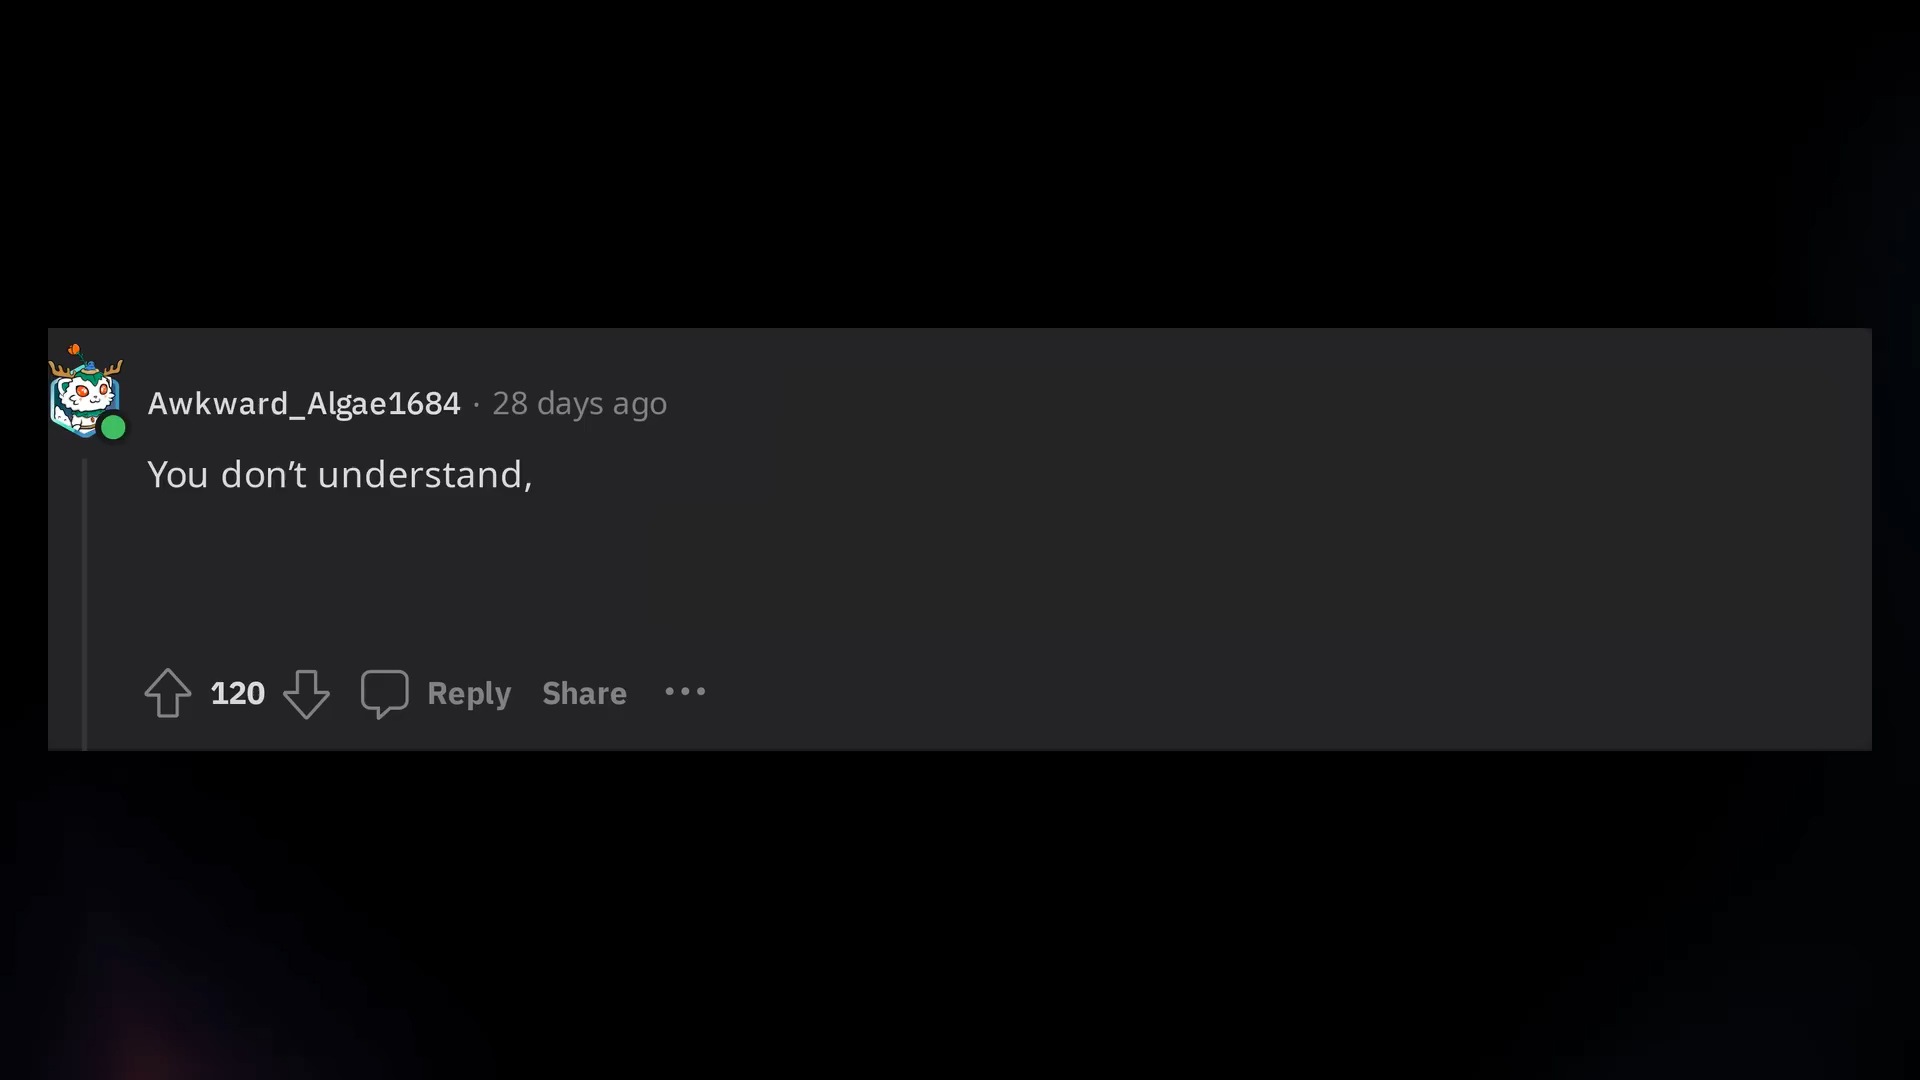 Awkward_Algae1684 · 28 days ago
You don’t understand,
120 Reply Share ···